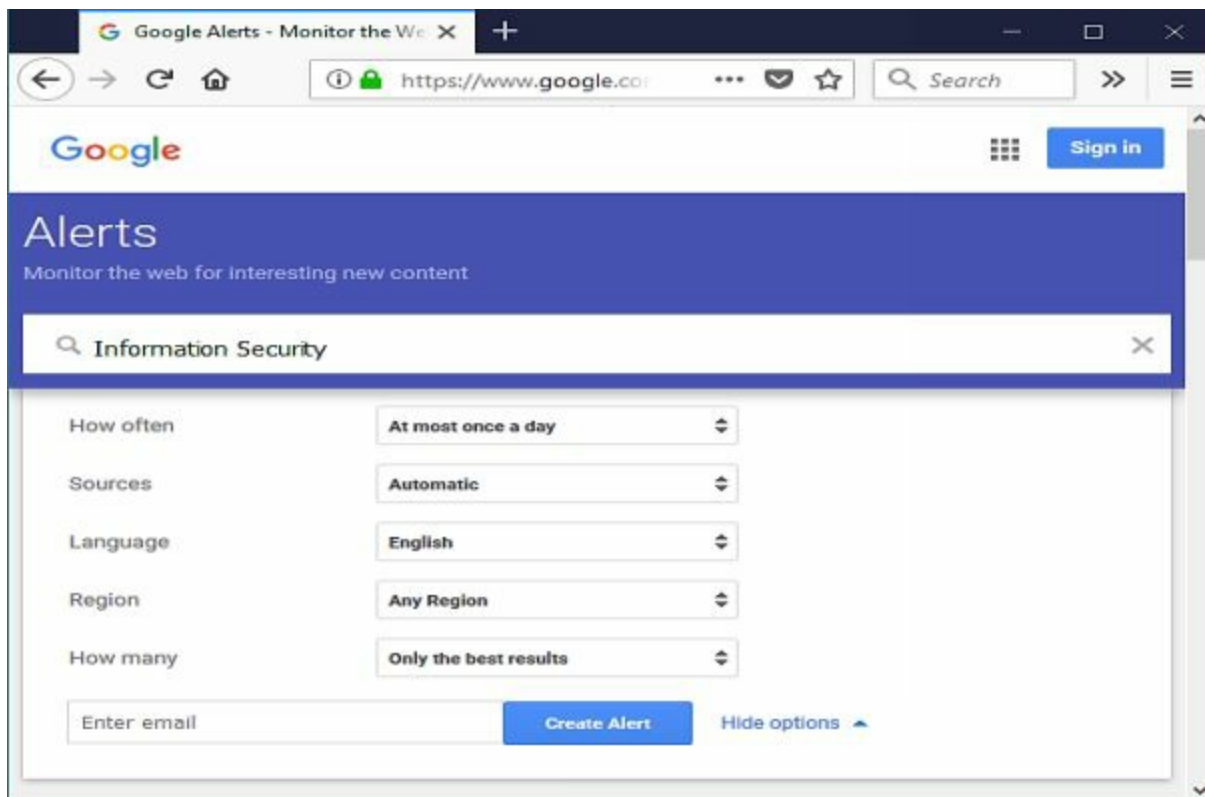 Google Alerts - Monitor the We
https://www.google.co
Search
Google
Sign in
Alerts
Monitor the web for interesting new content
Information Security
How often At most once a day
Sources Automatic
Language English
Region Any Region
How many Only the best results
Enter email Create Alert Hide options